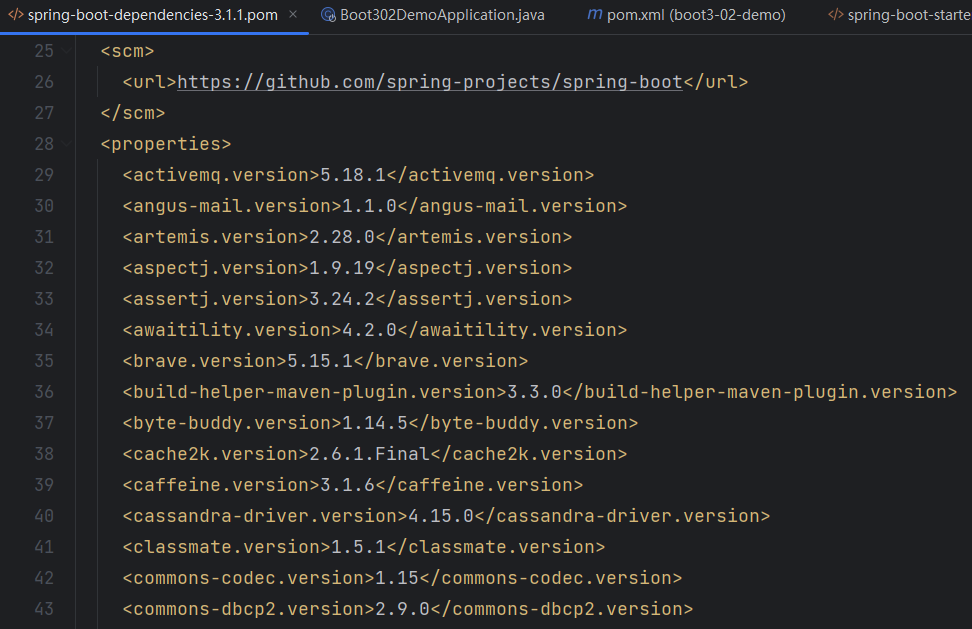 </> spring-boot-dependencies-3.1.1.pom × Boot302DemoApplication.java m pom.xml (boot3-02-demo) </> spring-boot-starte
25 <scm>
26 <url>https://github.com/spring-projects/spring-boot</url>
27 </scm>
28 <properties>
29 <activemq.version>5.18.1</activemq.version>
30 <angus-mail.version>1.1.0</angus-mail.version>
31 <artemis.version>2.28.0</artemis.version>
32 <aspectj.version>1.9.19</aspectj.version>
33 <assertj.version>3.24.2</assertj.version>
34 <awaitility.version>4.2.0</awaitility.version>
35 <brave.version>5.15.1</brave.version>
36 <build-helper-maven-plugin.version>3.3.0</build-helper-maven-plugin.version>
37 <byte-buddy.version>1.14.5</byte-buddy.version>
38 <cache2k.version>2.6.1.Final</cache2k.version>
39 <caffeine.version>3.1.6</caffeine.version>
40 <cassandra-driver.version>4.15.0</cassandra-driver.version>
41 <classmate.version>1.5.1</classmate.version>
42 <commons-codec.version>1.15</commons-codec.version>
43 <commons-dbcp2.version>2.9.0</commons-dbcp2.version>